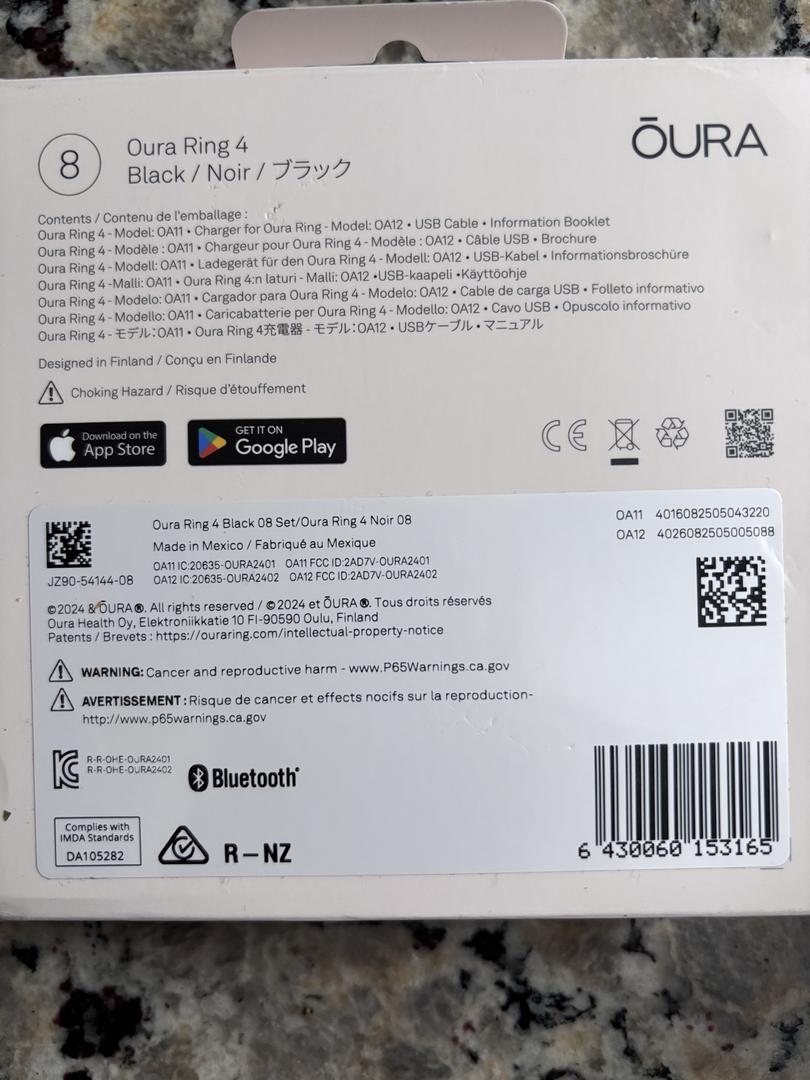 8
Oura Ring 4
Black / Noir / ブラック
ŌURA
Contents / Contenu de l'emballage :
Oura Ring 4 - Model: OA11 • Charger for Oura Ring - Model: OA12 • USB Cable • Information Booklet
Oura Ring 4 - Modèle : OA11 • Chargeur pour Oura Ring 4 - Modèle : OA12 • Câble USB • Brochure
Oura Ring 4 - Modell: OA11 • Ladegerät für den Oura Ring 4 - Modell: OA12 • USB-Kabel • Informationsbroschüre
Oura Ring 4 -Malli: OA11 • Oura Ring 4:n laturi - Malli: OA12 •USB-kaapeli •Käyttöohje
Oura Ring 4 - Modelo: OA11 • Cargador para Oura Ring 4 - Modelo: OA12 • Cable de carga USB • Folleto informativo
Oura Ring 4 - Modello: OA11 • Caricabatterie per Oura Ring 4 - Modello: OA12 • Cavo USB • Opuscolo informativo
Oura Ring 4 - モデル：OA11 • Oura Ring 4充電器 - モデル：OA12 • USBケーブル • マニュアル
Designed in Finland / Conçu en Finlande
Choking Hazard / Risque d'étouffement
Download on the
App Store
GET IT ON
Google Play
CE
JZ90-54144-08
Oura Ring 4 Black 08 Set/Oura Ring 4 Noir 08
Made in Mexico / Fabriqué au Mexique
OA11 IC:20635-OURA2401 OA11 FCC ID:2AD7V-OURA2401
OA12 IC:20635-OURA2402 OA12 FCC ID:2AD7V-OURA2402
OA11 4016082505043220
OA12 4026082505005088
©2024 & ŌURA®. All rights reserved / ©2024 et ŌURA®. Tous droits réservés
Oura Health Oy, Elektroniikkatie 10 FI-90590 Oulu, Finland
Patents / Brevets : https://ouraring.com/intellectual-property-notice
WARNING: Cancer and reproductive harm - www.P65Warnings.ca.gov
AVERTISSEMENT : Risque de cancer et effects nocifs sur la reproduction-
http://www.p65warnings.ca.gov
R-R-OHE-OURA2401
R-R-OHE-OURA2402
Bluetooth®
Complies with
IMDA Standards
DA105282
R-NZ
6 430060 153165